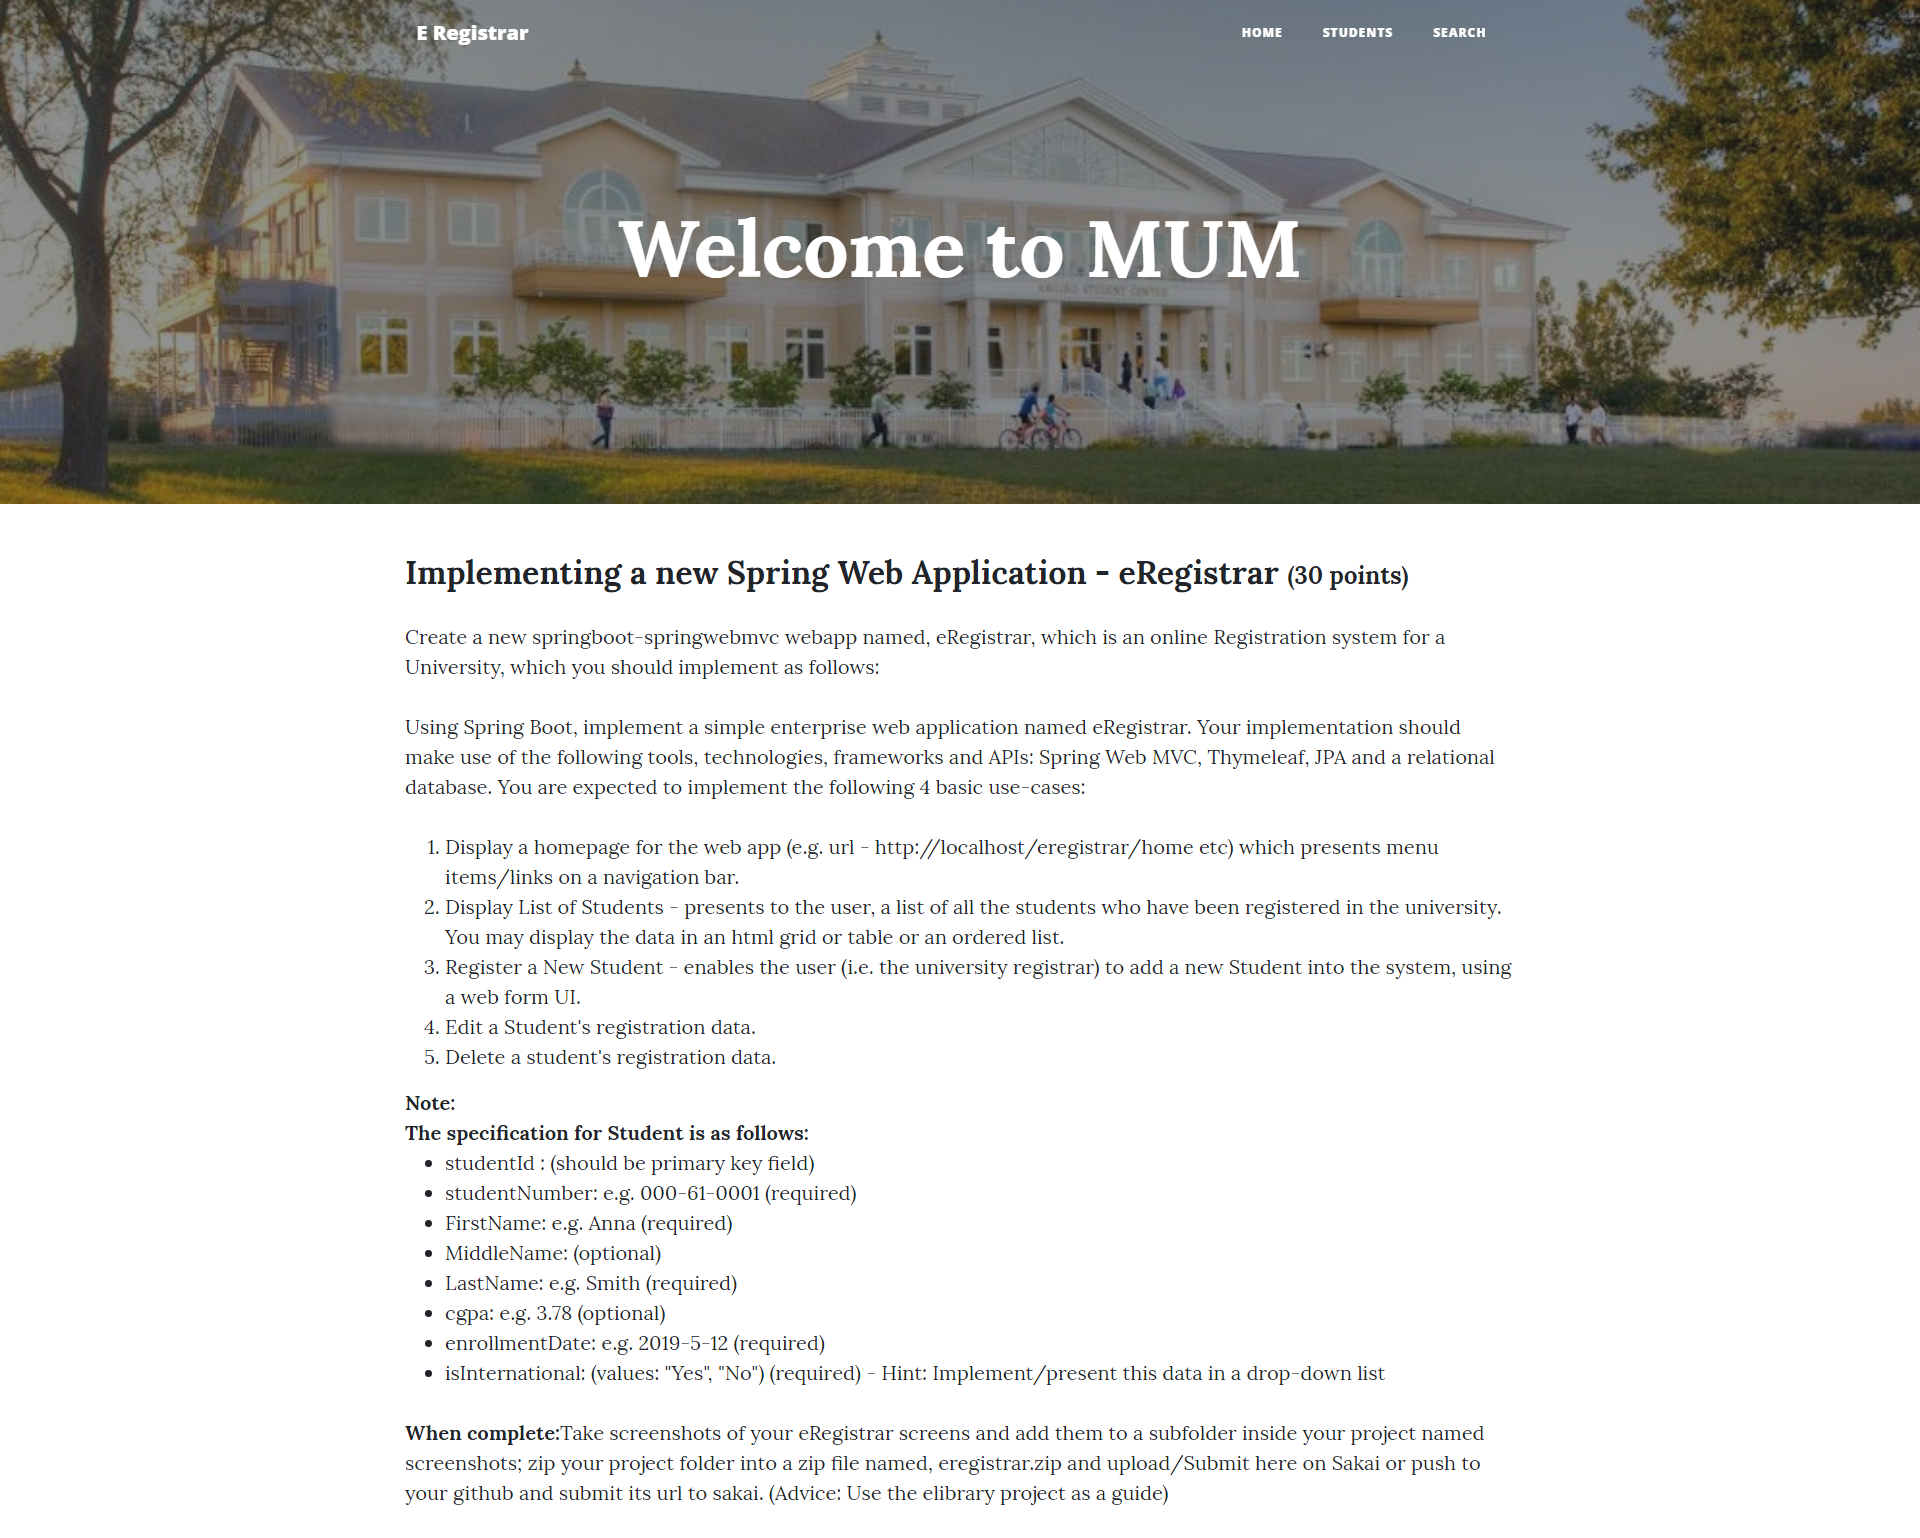 E Registrar
HOME STUDENTS SEARCH
Welcome to MUM
ARGIRO STUDENT CENTER
Implementing a new Spring Web Application - eRegistrar (30 points)
Create a new springboot-springwebmvc webapp named, eRegistrar, which is an online Registration system for a
University, which you should implement as follows:
Using Spring Boot, implement a simple enterprise web application named eRegistrar. Your implementation should
make use of the following tools, technologies, frameworks and APIs: Spring Web MVC, Thymeleaf, JPA and a relational
database. You are expected to implement the following 4 basic use-cases:
1. Display a homepage for the web app (e.g. url - http://localhost/eregistrar/home etc) which presents menu
items/links on a navigation bar.
2. Display List of Students - presents to the user, a list of all the students who have been registered in the university.
You may display the data in an html grid or table or an ordered list.
3. Register a New Student - enables the user (i.e. the university registrar) to add a new Student into the system, using
a web form UI.
4. Edit a Student's registration data.
5. Delete a student's registration data.
Note:
The specification for Student is as follows:
• studentId : (should be primary key field)
• studentNumber: e.g. 000-61-0001 (required)
• FirstName: e.g. Anna (required)
• MiddleName: (optional)
• LastName: e.g. Smith (required)
• cgpa: e.g. 3.78 (optional)
• enrollmentDate: e.g. 2019-5-12 (required)
• isInternational: (values: "Yes", "No") (required) - Hint: Implement/present this data in a drop-down list
When complete:Take screenshots of your eRegistrar screens and add them to a subfolder inside your project named
screenshots; zip your project folder into a zip file named, eregistrar.zip and upload/Submit here on Sakai or push to
your github and submit its url to sakai. (Advice: Use the elibrary project as a guide)